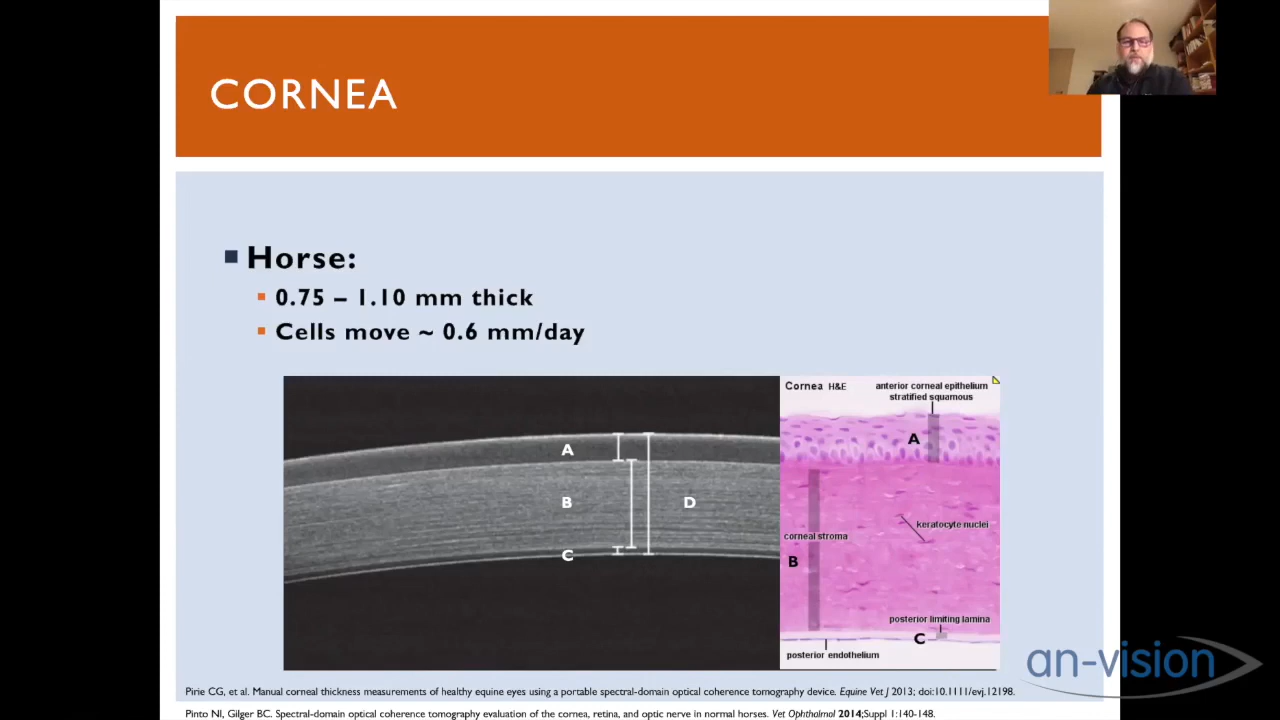 CORNEA
Horse:
0.75 – 1.10 mm thick
Cells move ~ 0.6 mm/day
A
B
C
D
Cornea H&E
anterior corneal epithelium
stratified squamous
A
keratocyte nuclei
corneal stroma
B
posterior limiting lamina
C
posterior endothelium
an-vision
Pirie CG, et al. Manual corneal thickness measurements of healthy equine eyes using a portable spectral-domain optical coherence tomography device. Equine Vet J 2013; doi:10.1111/evj.12198.
Pinto NI, Gilger BC. Spectral-domain optical coherence tomography evaluation of the cornea, retina, and optic nerve in normal horses. Vet Ophthalmol 2014;Suppl 1:140-148.